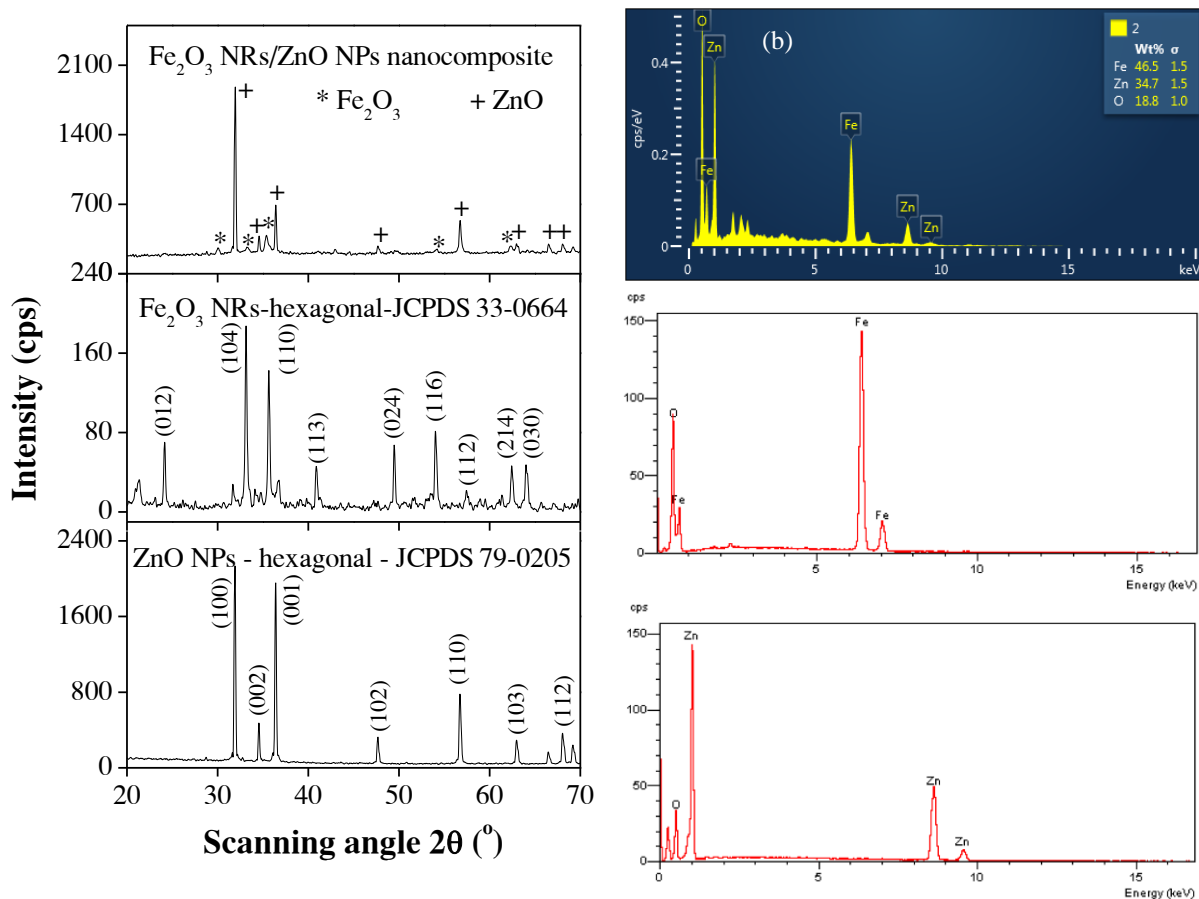 Intensity (cps)
2100
1400
700
240
Fe₂O₃ NRs/ZnO NPs nanocomposite
* Fe₂O₃ + ZnO
* + * + * + + * + * + + +
160
80
0
Fe₂O₃ NRs-hexagonal-JCPDS 33-0664
(012)
(104)
(110)
(113)
(024)
(116)
(112)
(214)
(030)
2400
1600
800
0
ZnO NPs - hexagonal - JCPDS 79-0205
(100)
(002)
(001)
(102)
(110)
(103)
(112)
20 30 40 50 60 70
Scanning angle 2θ (°)
(b)
cps/eV
0.4
0.2
0
O
Zn
Fe
Fe
Zn
Zn
2
Wt% σ
Fe 46.5 1.5
Zn 34.7 1.5
O 18.8 1.0
0 5 10 15 keV
cps
150
100
50
0
O
Fe
Fe
Fe
5 10 15
Energy (keV)
cps
150
100
50
0
O
Zn
Zn
Zn
5 10 15
Energy (keV)